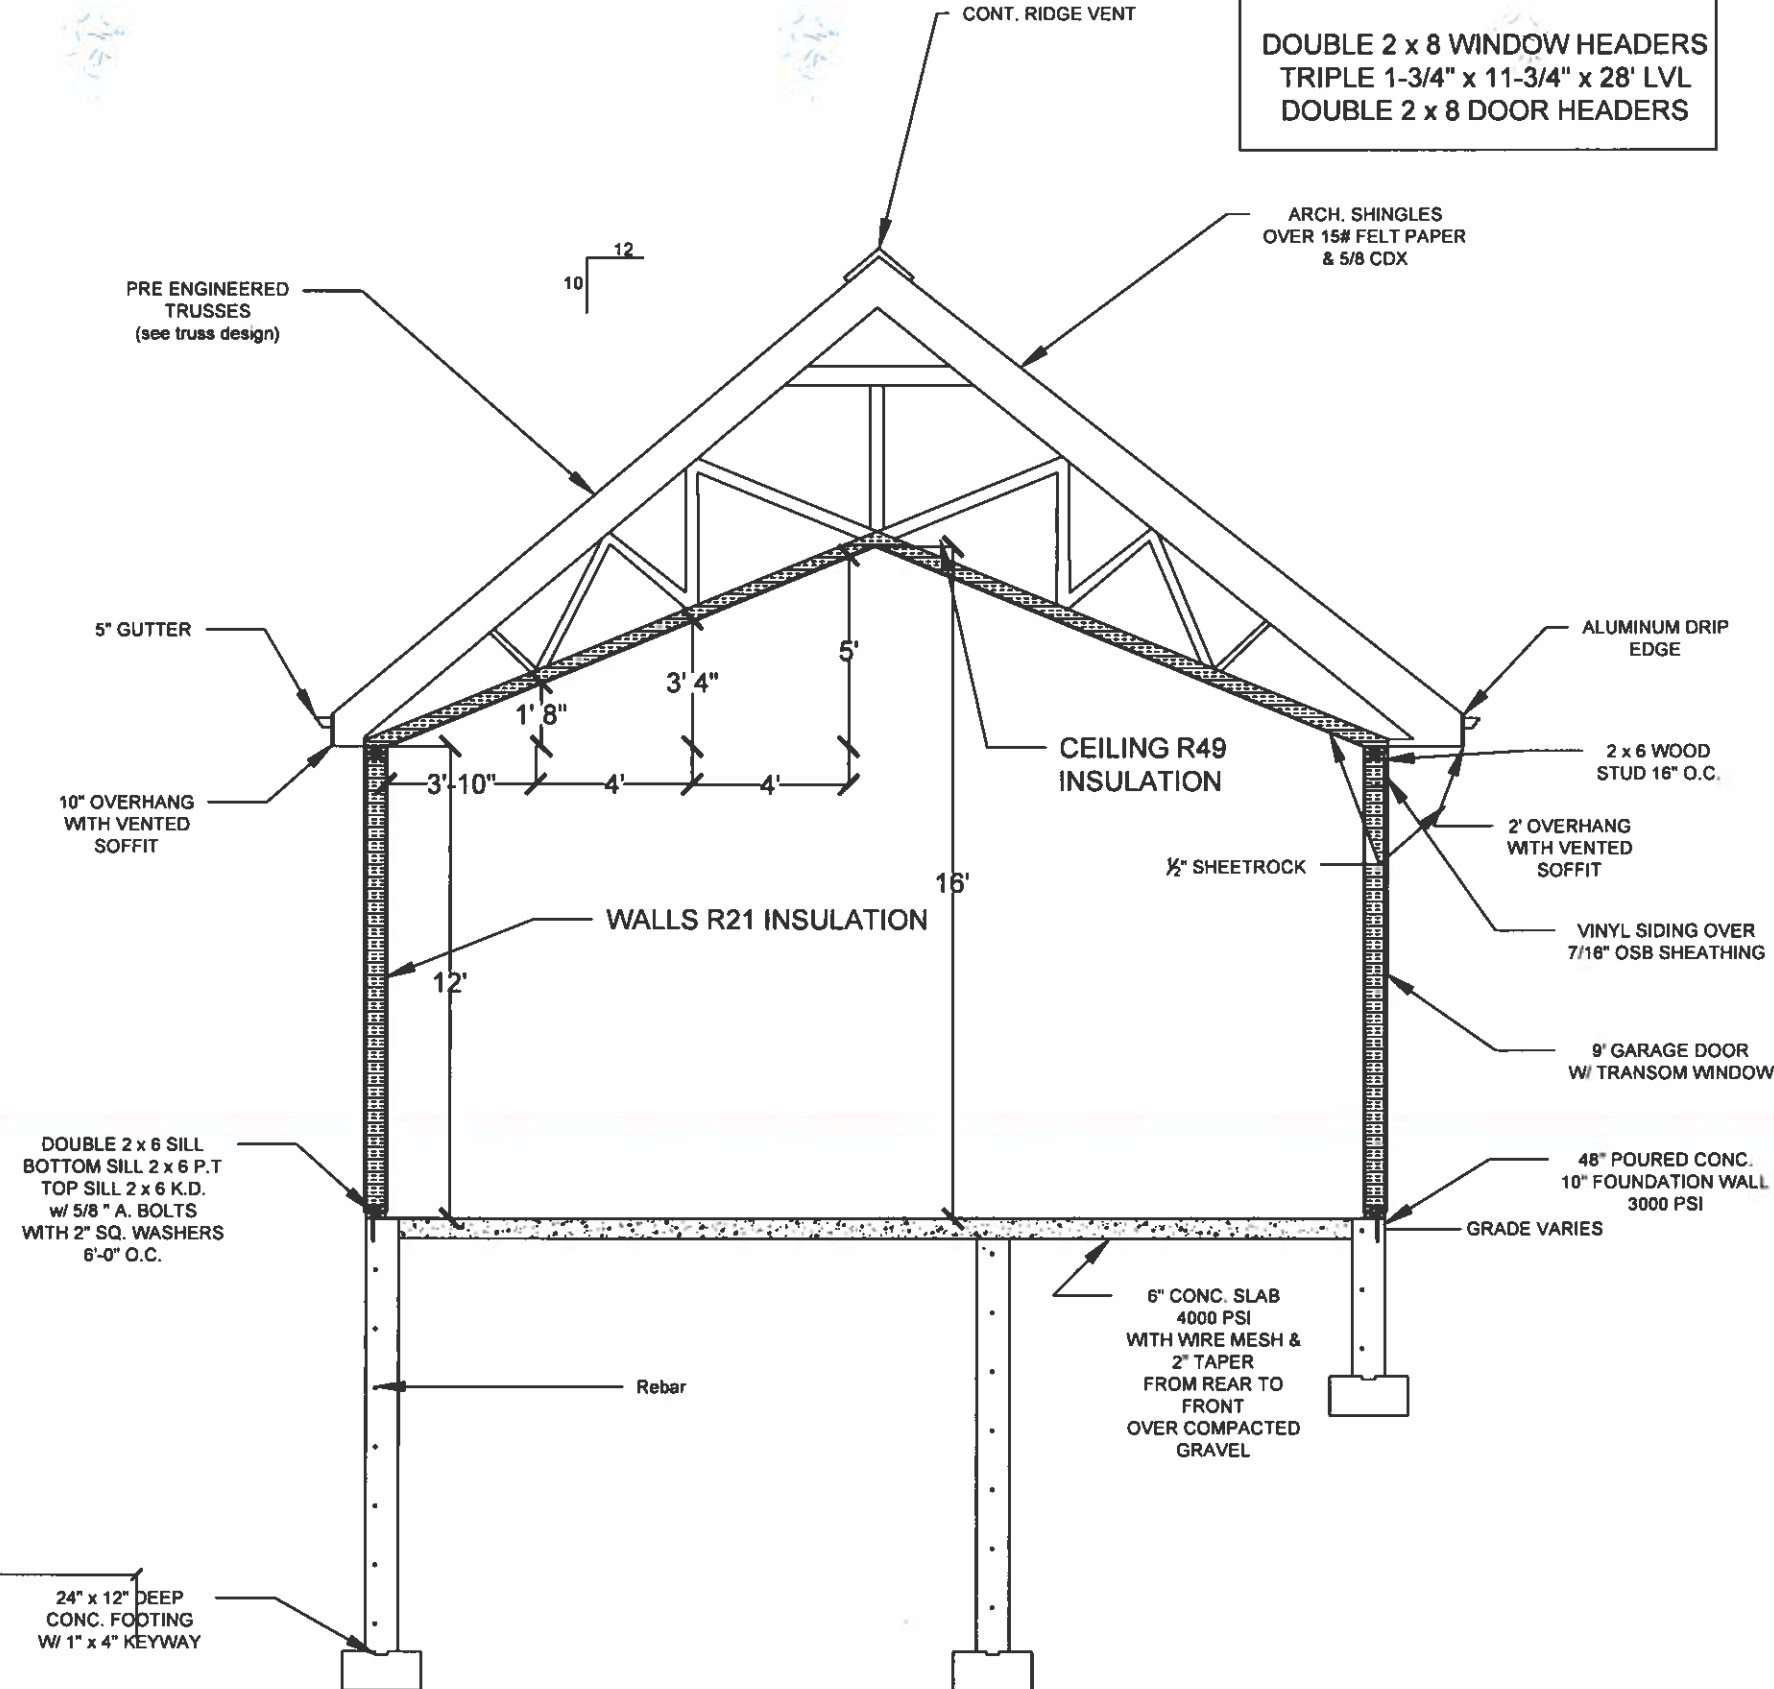 CONT. RIDGE VENT
DOUBLE 2 x 8 WINDOW HEADERS
TRIPLE 1-3/4" x 11-3/4" x 28' LVL
DOUBLE 2 x 8 DOOR HEADERS
ARCH. SHINGLES
OVER 15# FELT PAPER
& 5/8 CDX
12
10
PRE ENGINEERED
TRUSSES
(see truss design)
5" GUTTER
ALUMINUM DRIP
EDGE
5'
3' 4"
1' 8"
3'-10"
4'
4'
CEILING R49
INSULATION
2 x 6 WOOD
STUD 16" O.C.
10" OVERHANG
WITH VENTED
SOFFIT
2' OVERHANG
WITH VENTED
SOFFIT
½" SHEETROCK
16'
WALLS R21 INSULATION
12'
VINYL SIDING OVER
7/16" OSB SHEATHING
9' GARAGE DOOR
W/ TRANSOM WINDOW
DOUBLE 2 x 6 SILL
BOTTOM SILL 2 x 6 P.T
TOP SILL 2 x 6 K.D.
w/ 5/8 " A. BOLTS
WITH 2" SQ. WASHERS
6'-0" O.C.
48" POURED CONC.
10" FOUNDATION WALL
3000 PSI
GRADE VARIES
6" CONC. SLAB
4000 PSI
WITH WIRE MESH &
2" TAPER
FROM REAR TO
FRONT
OVER COMPACTED
GRAVEL
Rebar
24" x 12" DEEP
CONC. FOOTING
W/ 1" x 4" KEYWAY